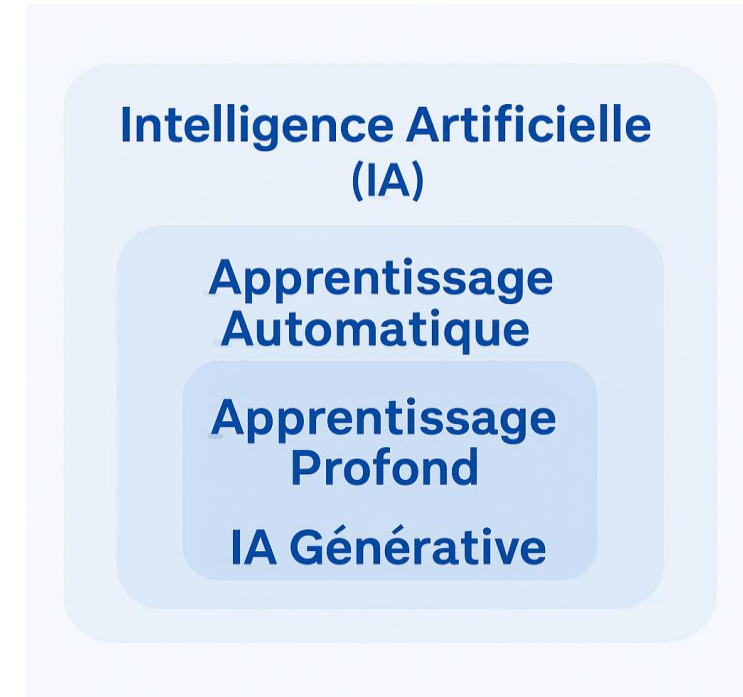 Intelligence Artificielle
(IA)
Apprentissage
Automatique
Apprentissage
Profond
IA Générative